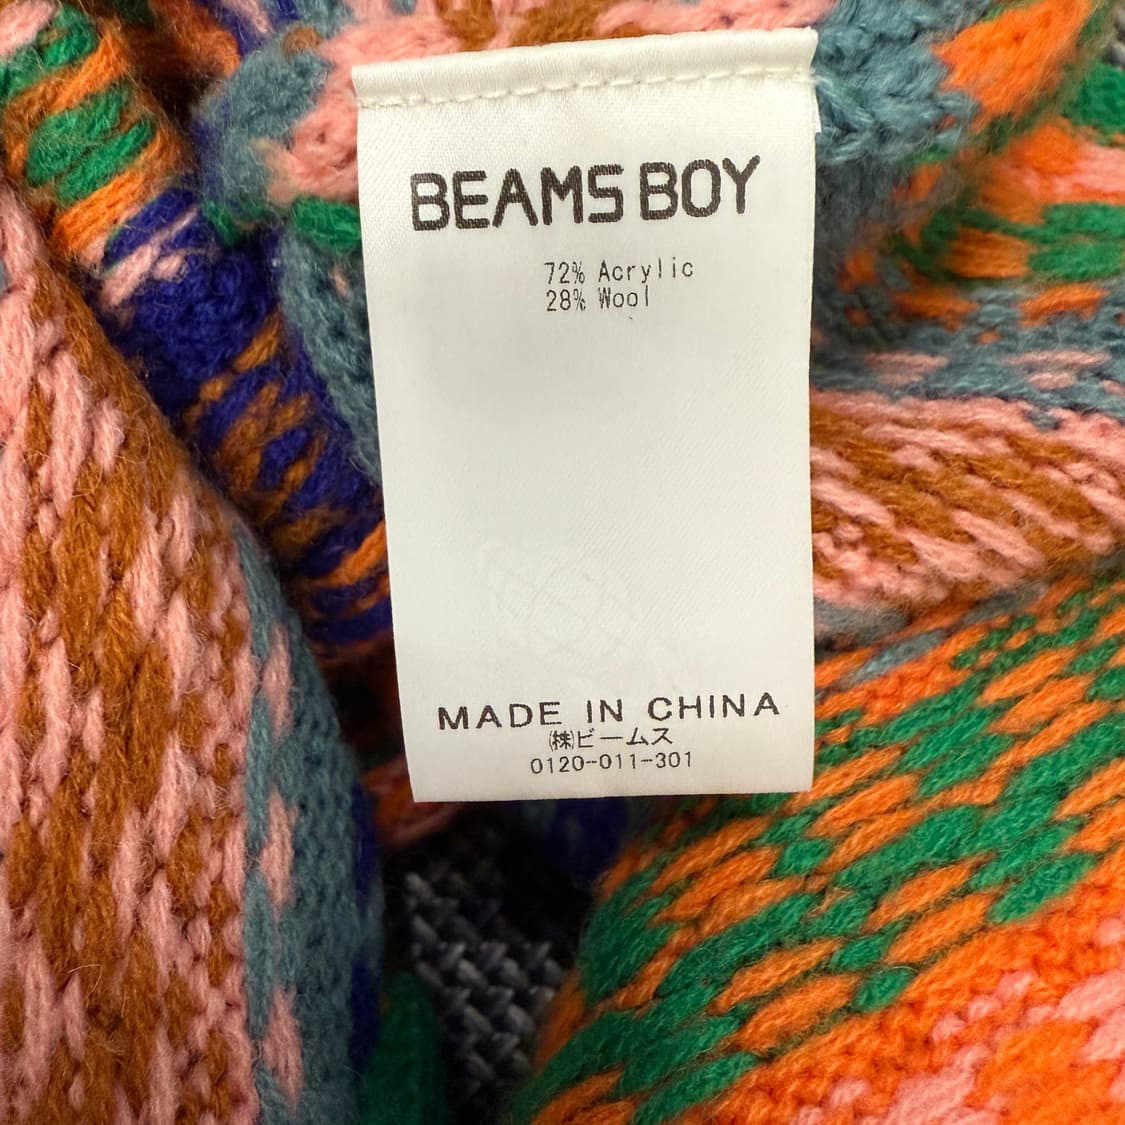 BEAMS BOY
72% Acrylic
28% Wool
MADE IN CHINA
㈱ビームス
0120-011-301